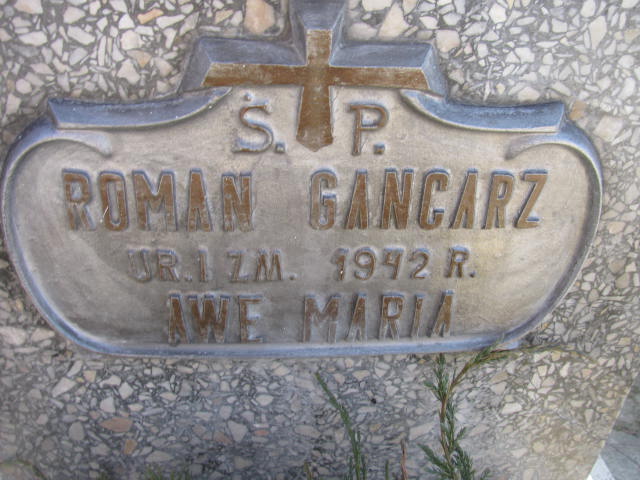 Ś. P.
ROMAN GANCARZ
UR. I ZM. 1942 R.
AWE MARIA